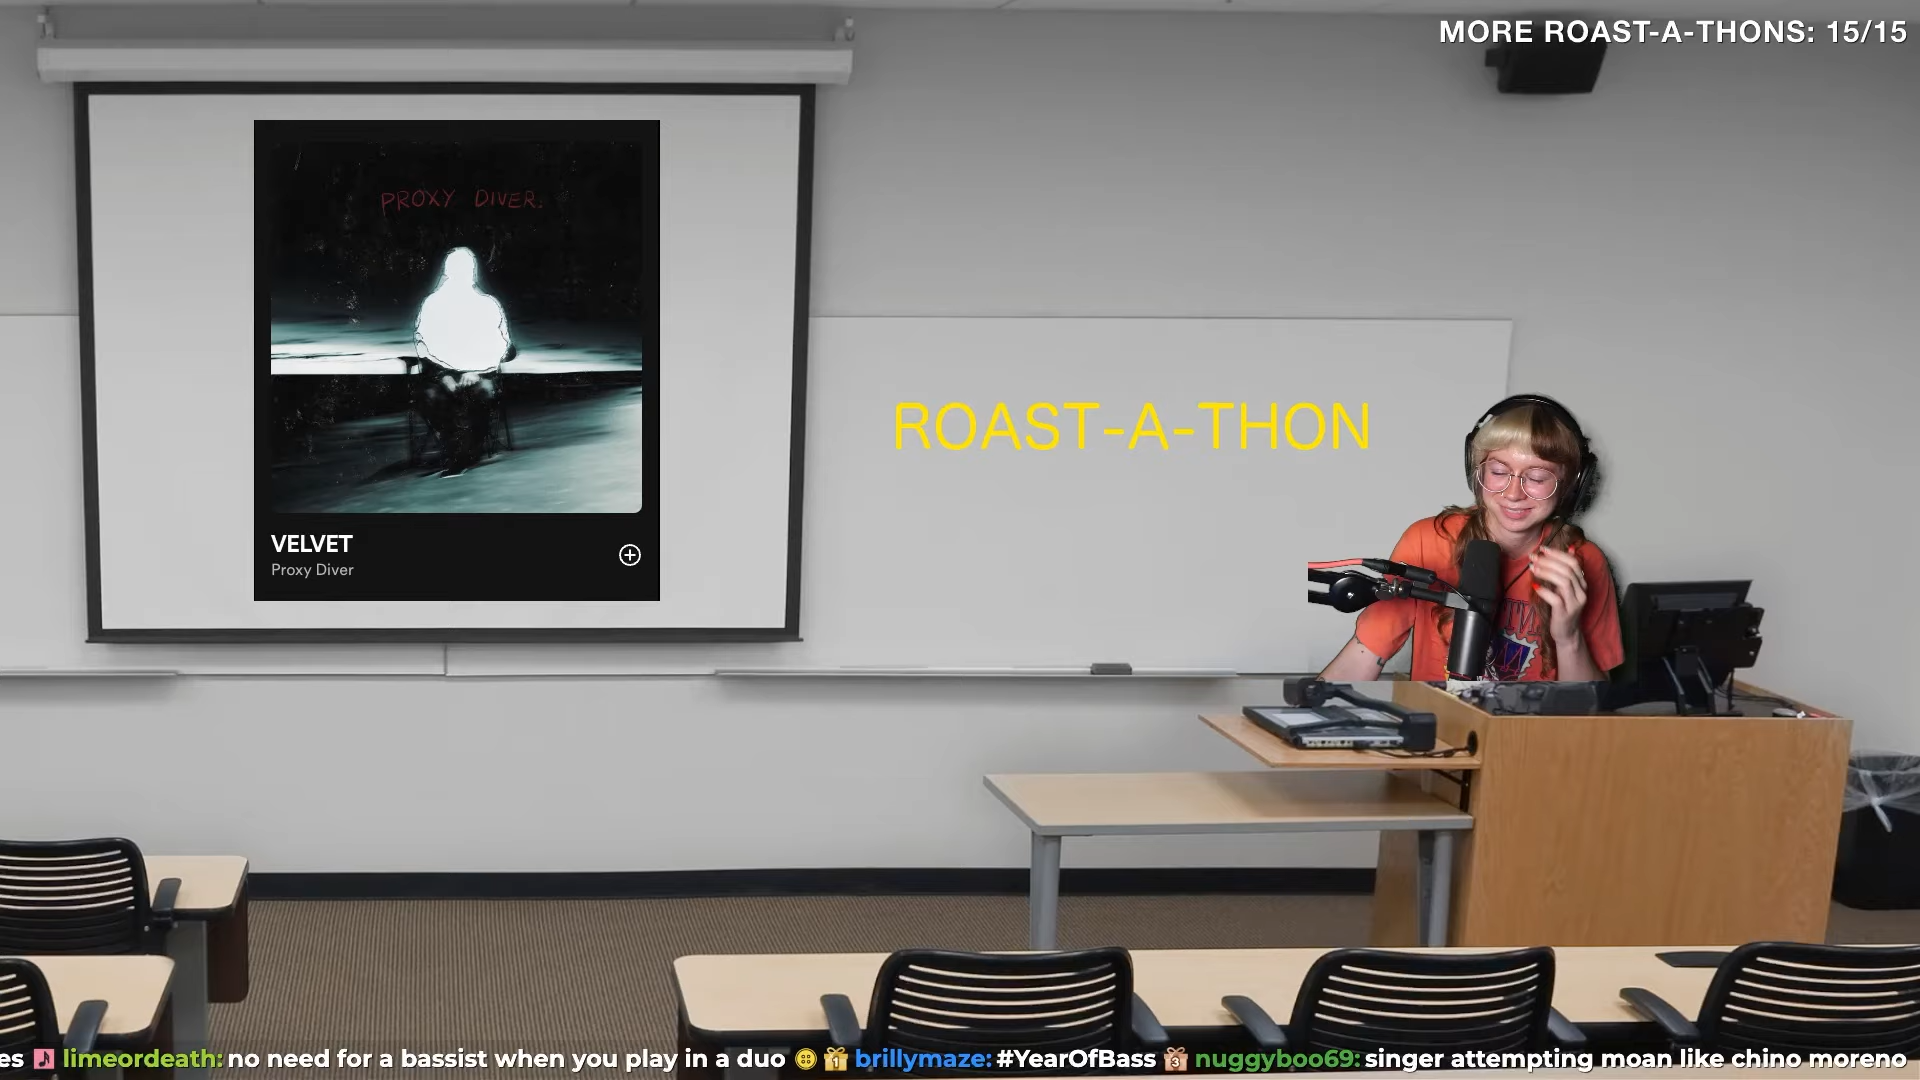 MORE ROAST-A-THONS: 15/15
PROXY DIVER.
VELVET
Proxy Diver
ROAST-A-THON
es limeordeath: no need for a bassist when you play in a duo brillymaze: #YearOfBass nuggyboo69: singer attempting moan like chino moreno